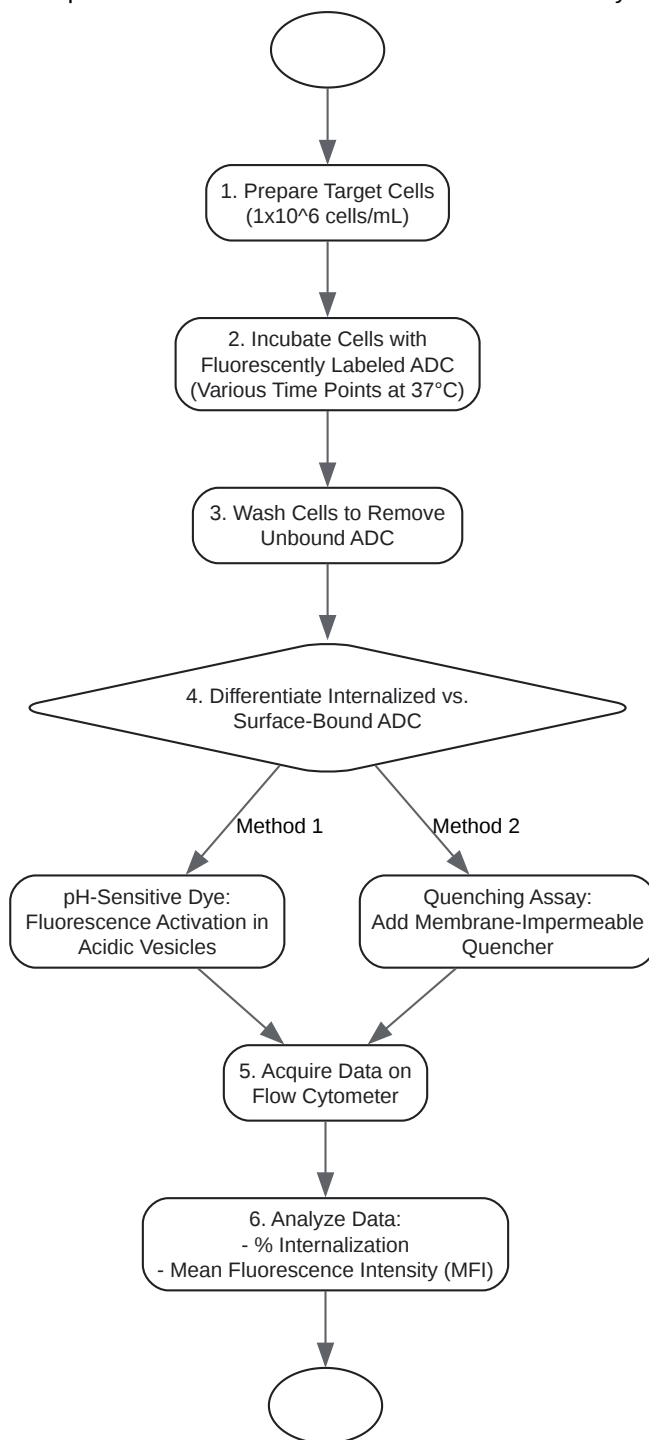 1. Prepare Target Cells
(1x10^6 cells/mL)
2. Incubate Cells with
Fluorescently Labeled ADC
(Various Time Points at 37°C)
3. Wash Cells to Remove
Unbound ADC
4. Differentiate Internalized vs.
Surface-Bound ADC
Method 1
Method 2
pH-Sensitive Dye:
Fluorescence Activation in
Acidic Vesicles
Quenching Assay:
Add Membrane-Impermeable
Quencher
5. Acquire Data on
Flow Cytometer
6. Analyze Data:
- % Internalization
- Mean Fluorescence Intensity (MFI)